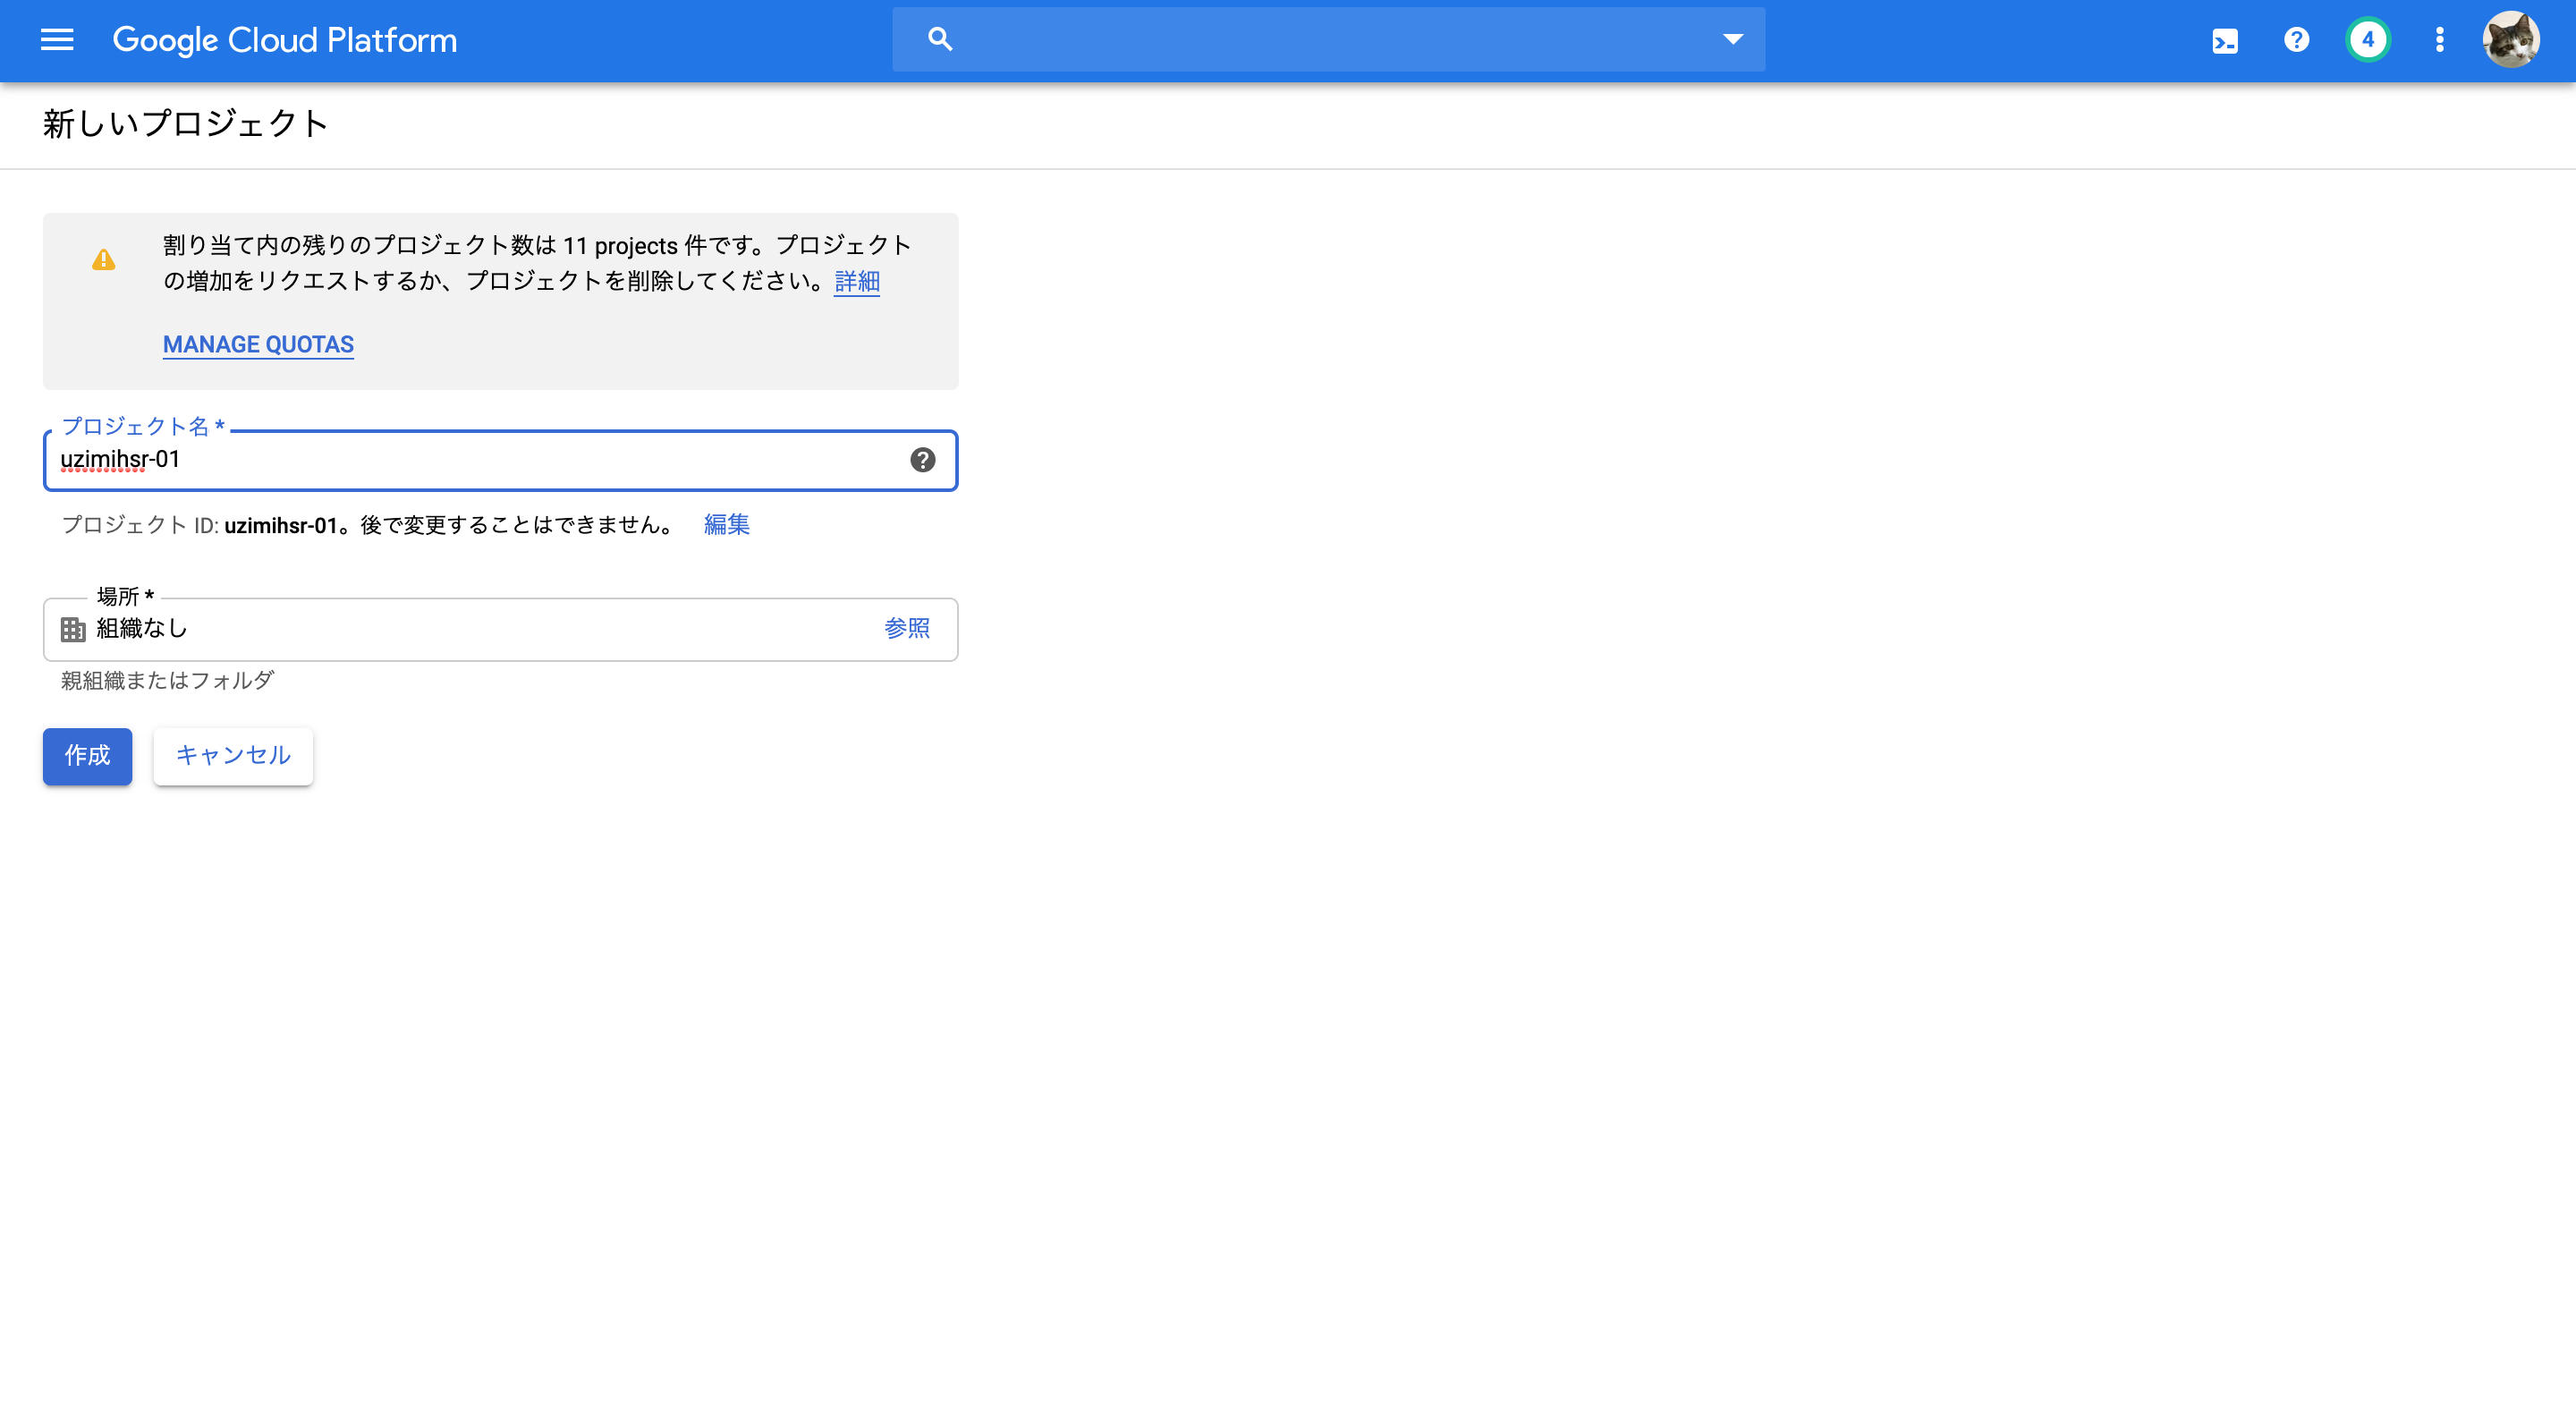 Google Cloud Platform
4
新しいプロジェクト
割り当て内の残りのプロジェクト数は 11 projects 件です。プロジェクト
の増加をリクエストするか、プロジェクトを削除してください。詳細
MANAGE QUOTAS
プロジェクト名 *
uzimihsr-01
プロジェクト ID: uzimihsr-01。後で変更することはできません。 編集
場所 *
組織なし 参照
親組織またはフォルダ
作成 キャンセル